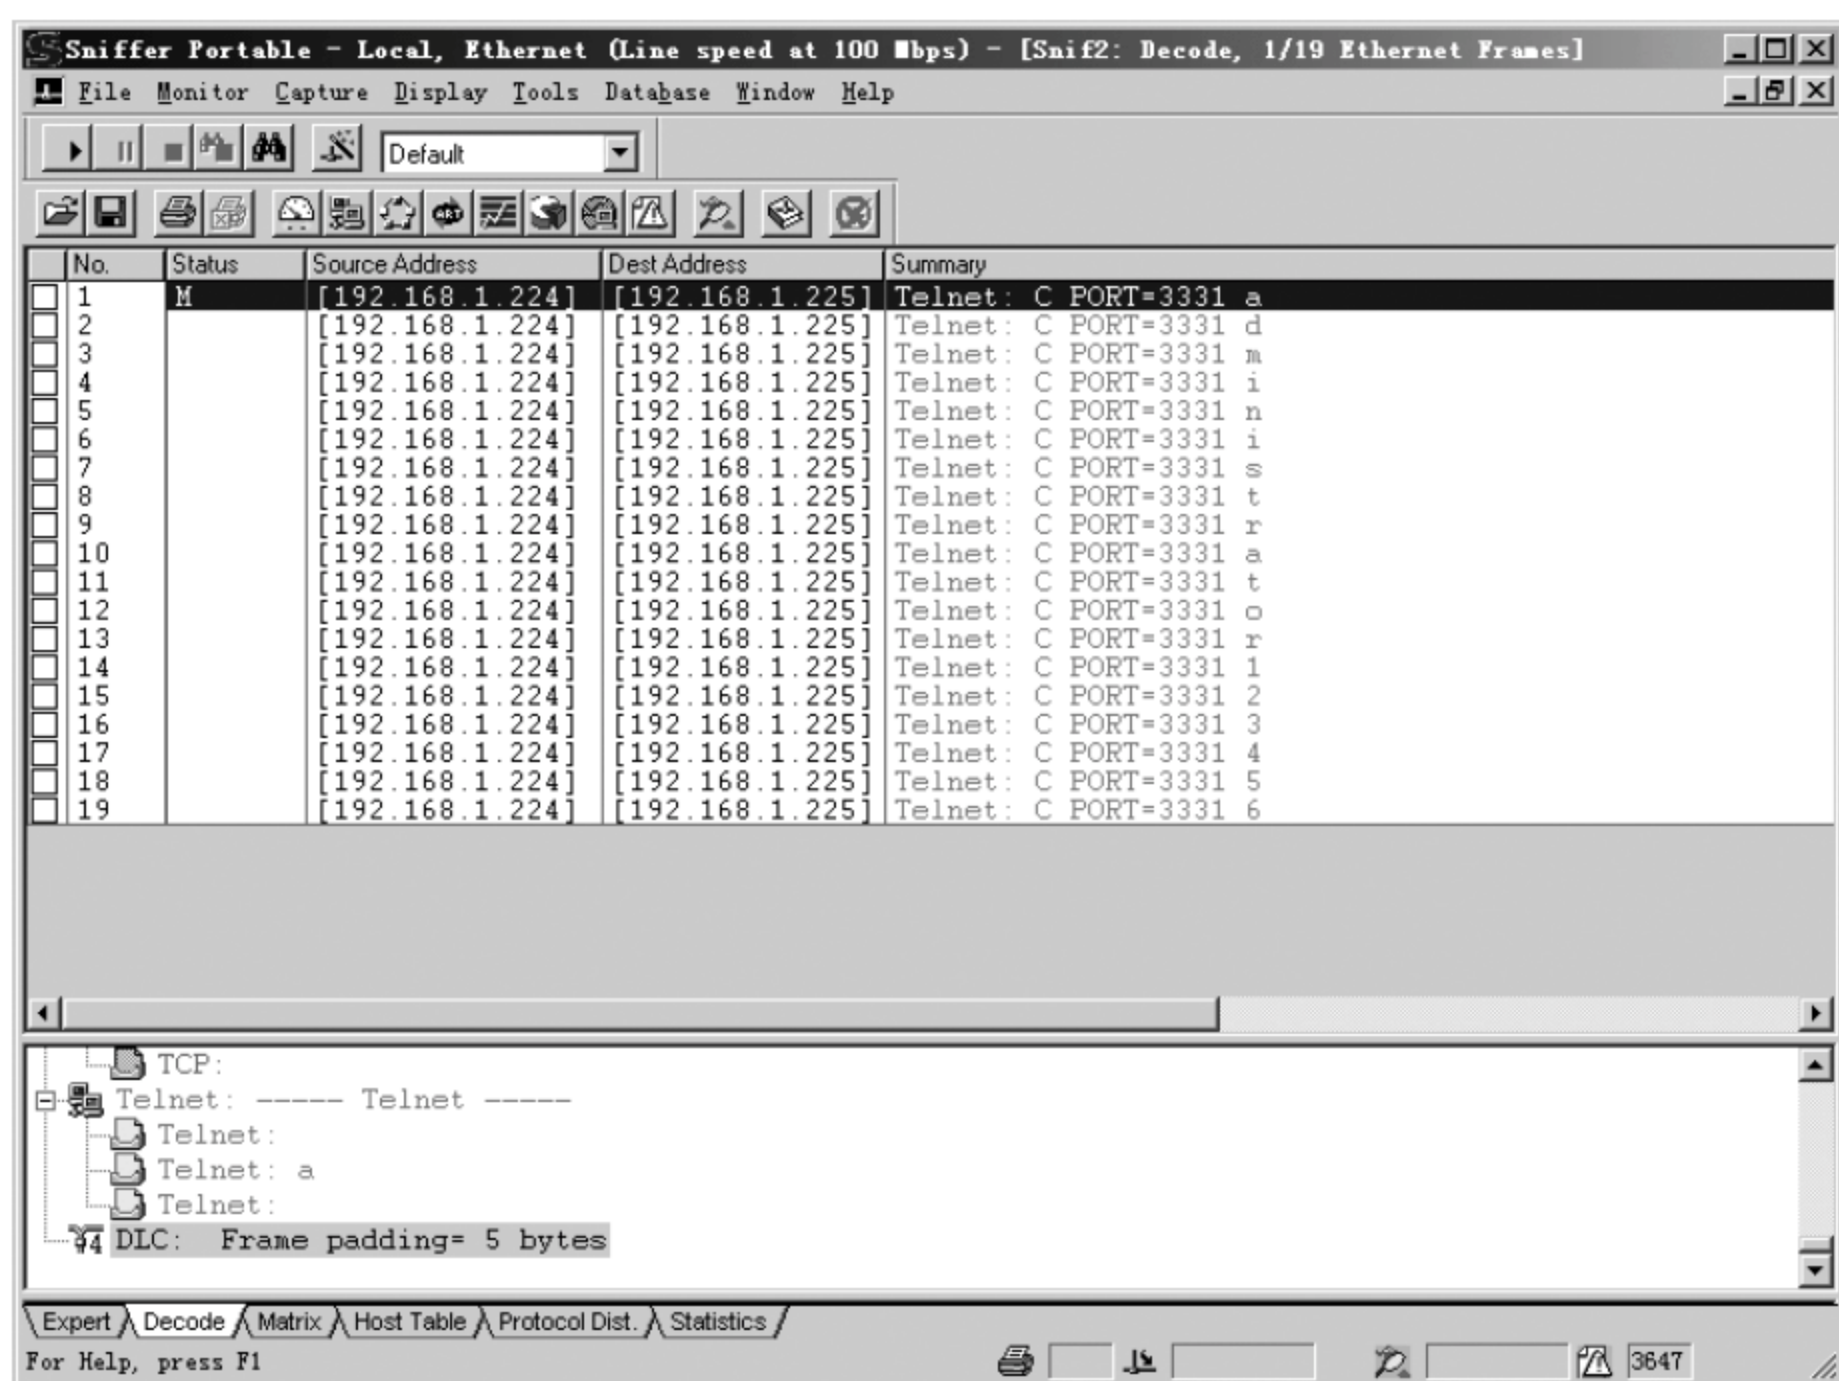 Sniffer Portable - Local, Ethernet (Line speed at 100 Mbps) - [Snif2: Decode, 1/19 Ethernet Frames]
File Monitor Capture Display Tools Database Window Help
Default
No. Status Source Address Dest Address Summary
1 M [192.168.1.224] [192.168.1.225] Telnet: C PORT=3331 a
2 [192.168.1.224] [192.168.1.225] Telnet: C PORT=3331 d
3 [192.168.1.224] [192.168.1.225] Telnet: C PORT=3331 m
4 [192.168.1.224] [192.168.1.225] Telnet: C PORT=3331 i
5 [192.168.1.224] [192.168.1.225] Telnet: C PORT=3331 n
6 [192.168.1.224] [192.168.1.225] Telnet: C PORT=3331 i
7 [192.168.1.224] [192.168.1.225] Telnet: C PORT=3331 s
8 [192.168.1.224] [192.168.1.225] Telnet: C PORT=3331 t
9 [192.168.1.224] [192.168.1.225] Telnet: C PORT=3331 r
10 [192.168.1.224] [192.168.1.225] Telnet: C PORT=3331 a
11 [192.168.1.224] [192.168.1.225] Telnet: C PORT=3331 t
12 [192.168.1.224] [192.168.1.225] Telnet: C PORT=3331 o
13 [192.168.1.224] [192.168.1.225] Telnet: C PORT=3331 r
14 [192.168.1.224] [192.168.1.225] Telnet: C PORT=3331 1
15 [192.168.1.224] [192.168.1.225] Telnet: C PORT=3331 2
16 [192.168.1.224] [192.168.1.225] Telnet: C PORT=3331 3
17 [192.168.1.224] [192.168.1.225] Telnet: C PORT=3331 4
18 [192.168.1.224] [192.168.1.225] Telnet: C PORT=3331 5
19 [192.168.1.224] [192.168.1.225] Telnet: C PORT=3331 6
TCP:
Telnet: ----- Telnet -----
Telnet:
Telnet: a
Telnet:
DLC: Frame padding= 5 bytes
Expert Decode Matrix Host Table Protocol Dist. Statistics
For Help, press F1 3647